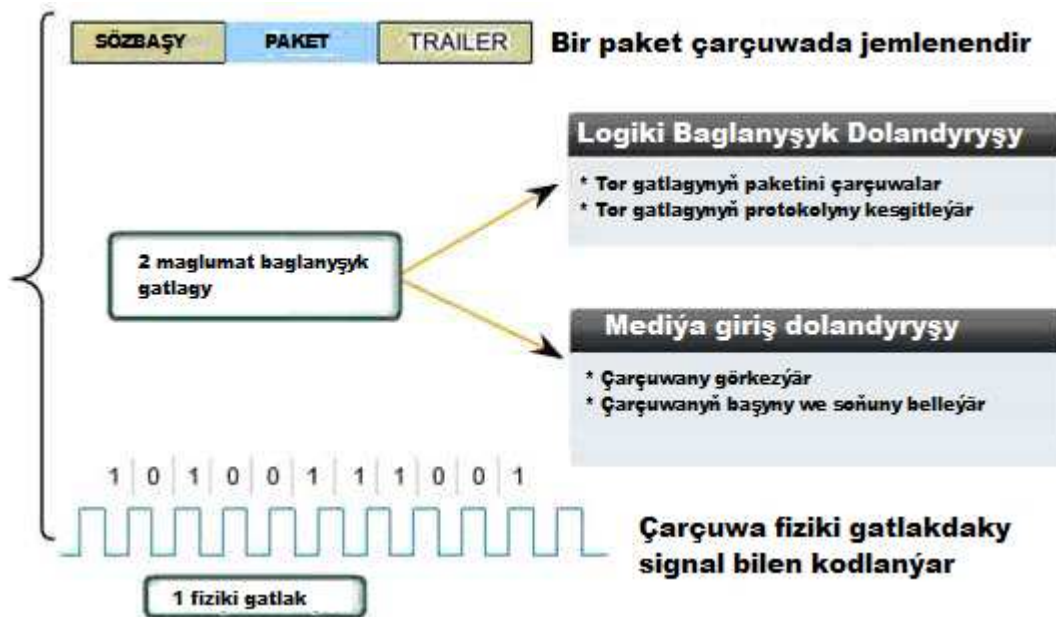 SÖZBAŞY PAKET TRAILER Bir paket çarçuwada jemlenendir
Logiki Baglanyşyk Dolandyryşy
* Tor gatlagynyň paketini çarçuwalar
* Tor gatlagynyň protokolyny kesgitleýär
2 maglumat baglanyşyk
gatlagy
Mediýa giriş dolandyryşy
* Çarçuwany görkezýär
* Çarçuwanyň başyny we soňuny belleýär
1 0 1 0 0 1 1 1 0 0 1
Çarçuwa fiziki gatlakdaky
signal bilen kodlanýar
1 fiziki gatlak